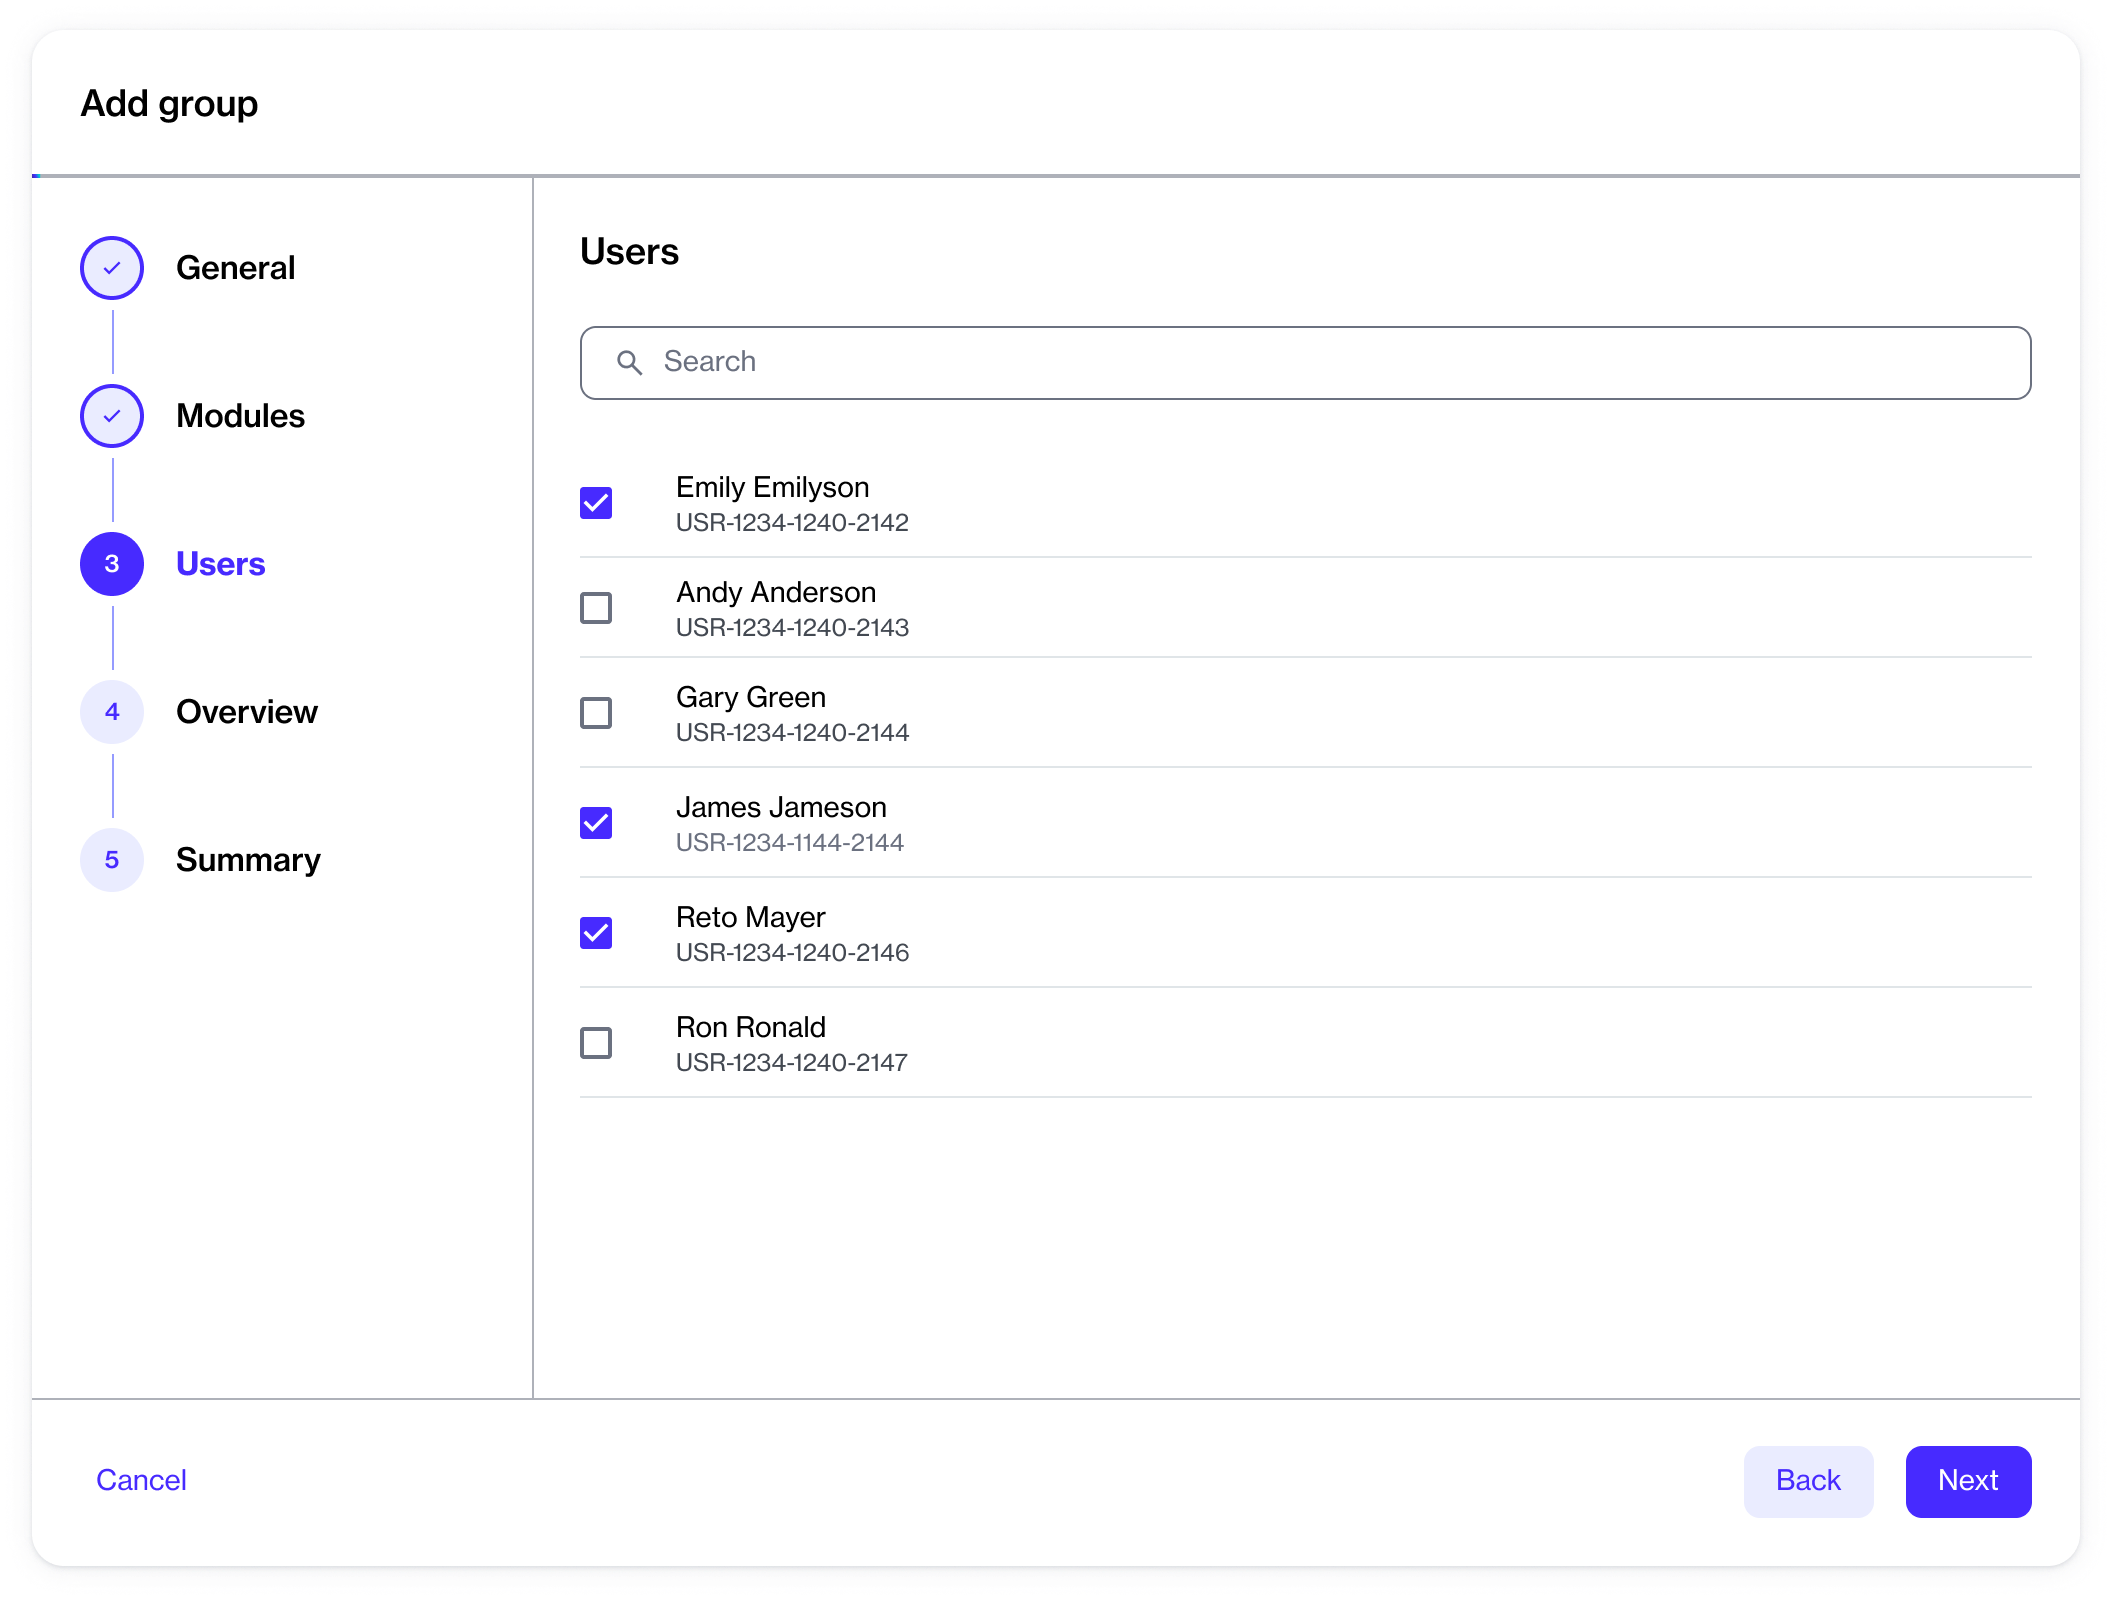 Add group
General
Modules
3
Users
4
Overview
5
Summary
Users
Search
Emily Emilyson
USR-1234-1240-2142
Andy Anderson
USR-1234-1240-2143
Gary Green
USR-1234-1240-2144
James Jameson
USR-1234-1144-2144
Reto Mayer
USR-1234-1240-2146
Ron Ronald
USR-1234-1240-2147
Cancel
Back
Next